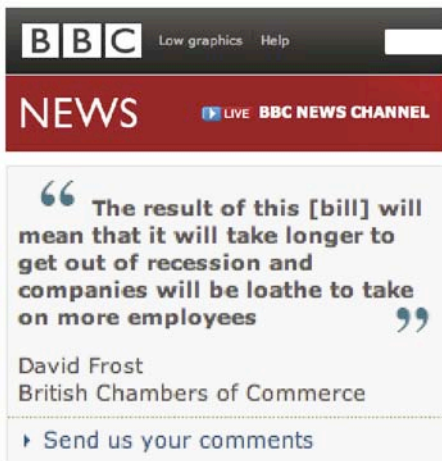 BBC Low graphics Help
NEWS LIVE BBC NEWS CHANNEL
“ The result of this [bill] will
mean that it will take longer to
get out of recession and
companies will be loathe to take
on more employees ”
David Frost
British Chambers of Commerce
Send us your comments